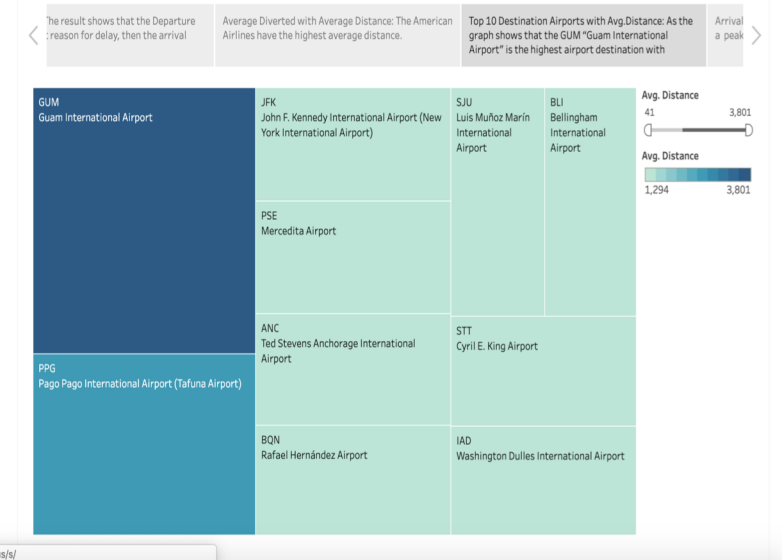 The result shows that the Departure
reason for delay, then the arrival
Average Diverted with Average Distance: The American
Airlines have the highest average distance.
Top 10 Destination Airports with Avg.Distance: As the
graph shows that the GUM "Guam International
Airport" is the highest airport destination with
Arrival
a peak
GUM
Guam International Airport
JFK
John F. Kennedy International Airport (New
York International Airport)
SJU
Luis Muñoz Marín
International
Airport
BLI
Bellingham
International
Airport
Avg. Distance
41 3,801
Avg. Distance
1,294 3,801
PSE
Mercedita Airport
ANC
Ted Stevens Anchorage International
Airport
STT
Cyril E. King Airport
PPG
Pago Pago International Airport (Tafuna Airport)
BQN
Rafael Hernández Airport
IAD
Washington Dulles International Airport
s/s/